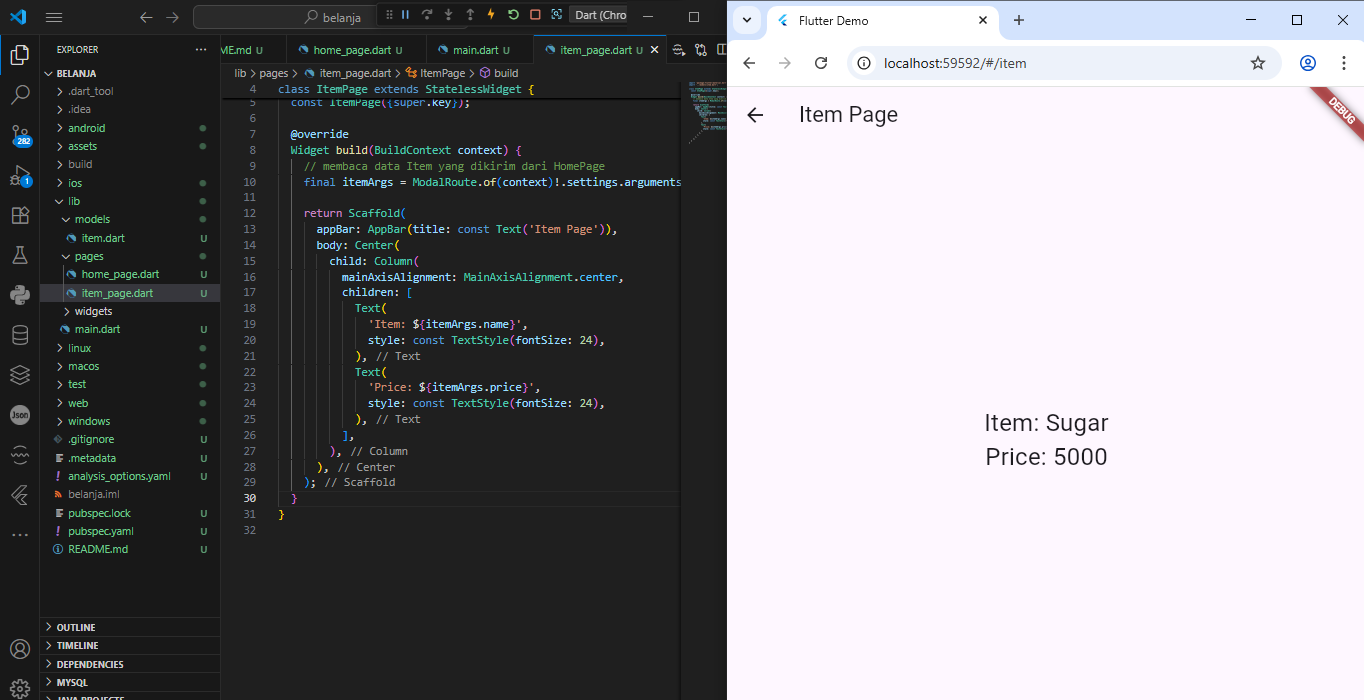 belanja
Dart (Chro
EXPLORER
BELANJA
.dart_tool
.idea
android
assets
build
ios
lib
models
item.dart U
pages
home_page.dart U
item_page.dart U
widgets
main.dart U
linux
macos
test
web
windows
.gitignore U
.metadata U
analysis_options.yaml U
belanja.iml
pubspec.lock U
pubspec.yaml U
README.md U
OUTLINE
TIMELINE
DEPENDENCIES
MYSQL
JAVA PROJECTS
282
1
Json
ME.md U
home_page.dart U
main.dart U
item_page.dart U
lib > pages > item_page.dart > ItemPage > build
4 class ItemPage extends StatelessWidget {
5 const ItemPage({super.key});
6
7 @override
8 Widget build(BuildContext context) {
9 // membaca data Item yang dikirim dari HomePage
10 final itemArgs = ModalRoute.of(context)!.settings.arguments
11
12 return Scaffold(
13 appBar: AppBar(title: const Text('Item Page')),
14 body: Center(
15 child: Column(
16 mainAxisAlignment: MainAxisAlignment.center,
17 children: [
18 Text(
19 'Item: ${itemArgs.name}',
20 style: const TextStyle(fontSize: 24),
21 ), // Text
22 Text(
23 'Price: ${itemArgs.price}',
24 style: const TextStyle(fontSize: 24),
25 ), // Text
26 ],
27 ), // Column
28 ), // Center
29 ); // Scaffold
30 }
31 }
32
Flutter Demo
localhost:59592/#/item
Item Page
DEBUG
Item: Sugar
Price: 5000